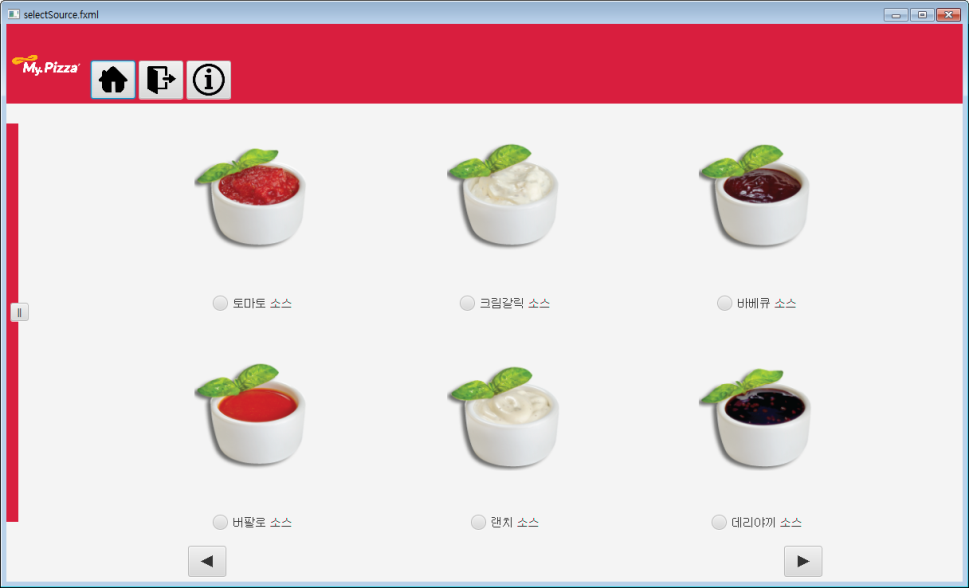 selectSource.fxml
My.Pizza
토마토 소스
크림갈릭 소스
바베큐 소스
버팔로 소스
랜치 소스
데리야끼 소스